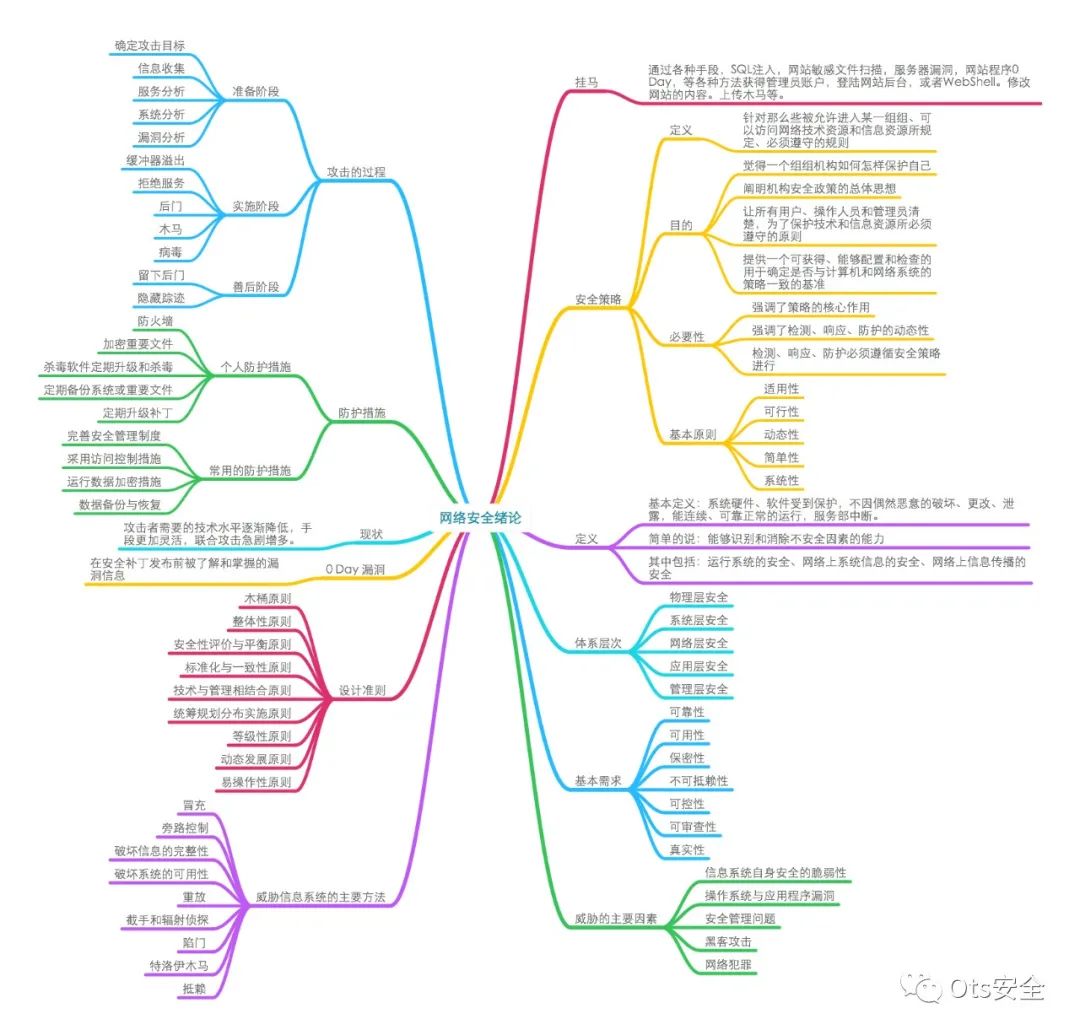 确定攻击目标
信息收集
服务分析
系统分析
漏洞分析
准备阶段
缓冲器溢出
拒绝服务
后门
木马
病毒
实施阶段
留下后门
隐藏踪迹
善后阶段
攻击的过程
防火墙
加密重要文件
杀毒软件定期升级和杀毒
定期备份系统或重要文件
定期升级补丁
个人防护措施
完善安全管理制度
采用访问控制措施
运行数据加密措施
数据备份与恢复
常用的防护措施
防护措施
攻击者需要的技术水平逐渐降低，手
段更加灵活，联合攻击急剧增多。
现状
在安全补丁发布前被了解和掌握的漏
洞信息
0 Day 漏洞
木桶原则
整体性原则
安全性评价与平衡原则
标准化与一致性原则
技术与管理相结合原则
统筹规划分布实施原则
等级性原则
动态发展原则
易操作性原则
设计准则
冒充
旁路控制
破坏信息的完整性
破坏系统的可用性
重放
截手和辐射侦探
陷门
特洛伊木马
抵赖
威胁信息系统的主要方法
网络安全绪论
挂马
通过各种手段，SQL注入，网站敏感文件扫描，服务器漏洞，网站程序0
Day，等各种方法获得管理员账户，登陆网站后台，或者WebShell。修改
网站的内容。上传木马等。
安全策略
定义
针对那么些被允许进入某一组组、可
以访问网络技术资源和信息资源所规
定、必须遵守的规则
目的
觉得一个组组机构如何怎样保护自己
阐明机构安全政策的总体思想
让所有用户、操作人员和管理员清
楚，为了保护技术和信息资源所必须
遵守的原则
提供一个可获得、能够配置和检查的
用于确定是否与计算机和网络系统的
策略一致的基准
必要性
强调了策略的核心作用
强调了检测、响应、防护的动态性
检测、响应、防护必须遵循安全策略
进行
基本原则
适用性
可行性
动态性
简单性
系统性
定义
基本定义：系统硬件、软件受到保护，不因偶然恶意的破坏、更改、泄
露，能连续、可靠正常的运行，服务部中断。
简单的说：能够识别和消除不安全因素的能力
其中包括：运行系统的安全、网络上系统信息的安全、网络上信息传播的
安全
体系层次
物理层安全
系统层安全
网络层安全
应用层安全
管理层安全
基本需求
可靠性
可用性
保密性
不可抵赖性
可控性
可审查性
真实性
威胁的主要因素
信息系统自身安全的脆弱性
操作系统与应用程序漏洞
安全管理问题
黑客攻击
网络犯罪
Ots安全